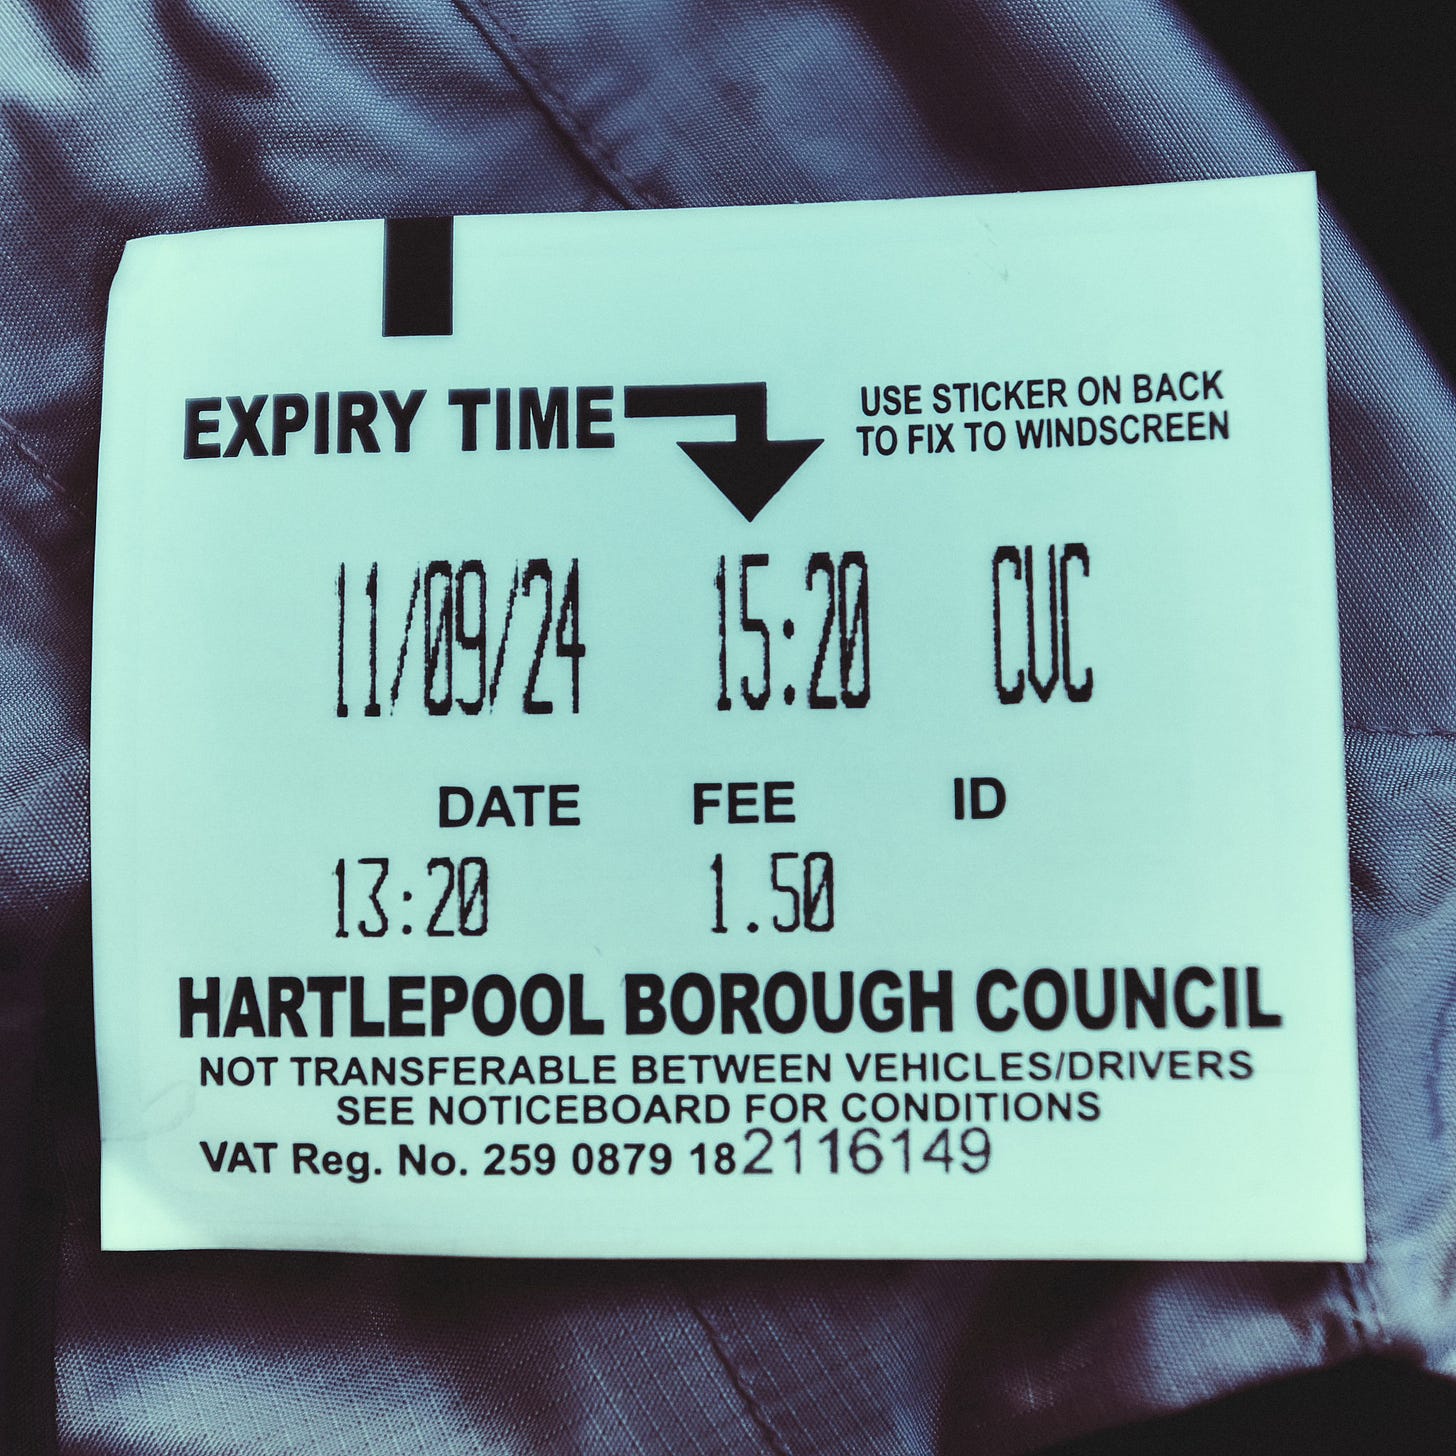 EXPIRY TIME
USE STICKER ON BACK
TO FIX TO WINDSCREEN
11/09/24 15:20 CVC
DATE FEE ID
13:20 1.50
HARTLEPOOL BOROUGH COUNCIL
NOT TRANSFERABLE BETWEEN VEHICLES/DRIVERS
SEE NOTICEBOARD FOR CONDITIONS
VAT Reg. No. 259 0879 18 2116149